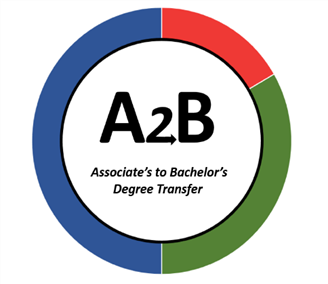 A2B
Associate's to Bachelor's
Degree Transfer